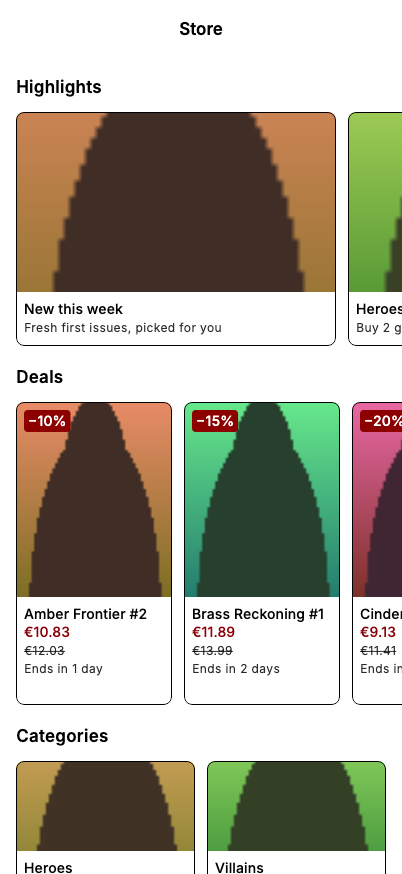 Store
Highlights
New this week
Fresh first issues, picked for you
Heroes
Buy 2 g
Deals
−10%
Amber Frontier #2
€10.83
€12.03
Ends in 1 day
−15%
Brass Reckoning #1
€11.89
€13.99
Ends in 2 days
−20%
Cinder
€9.13
€11.41
Ends in
Categories
Heroes
Villains